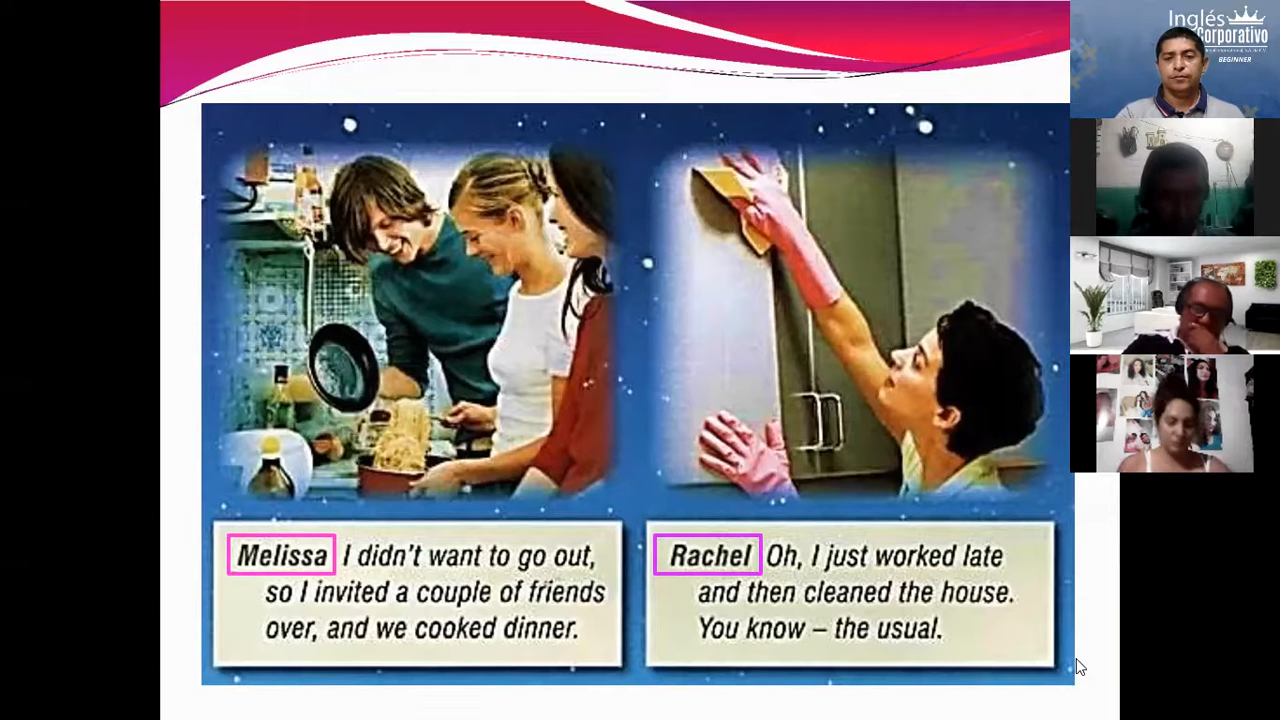 Inglés
Corporativo
BEGINNER
Melissa I didn't want to go out,
so I invited a couple of friends
over, and we cooked dinner.
Rachel Oh, I just worked late
and then cleaned the house.
You know – the usual.